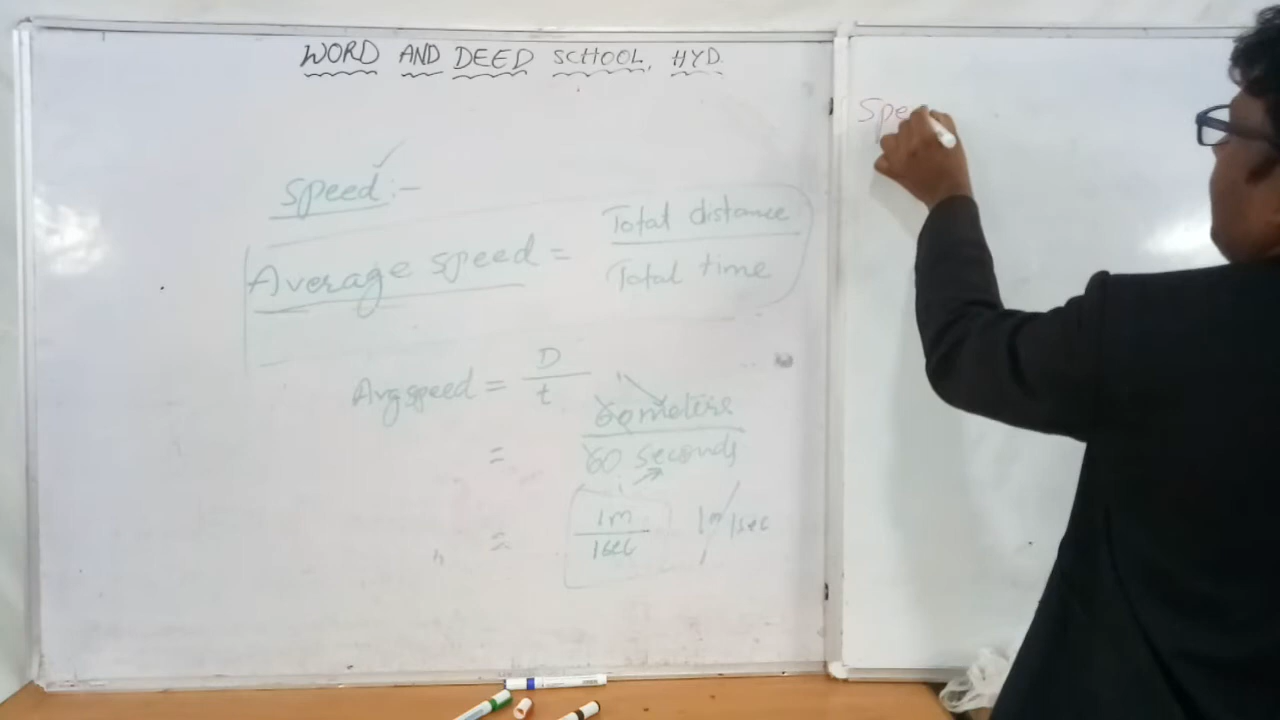 WORD AND DEED SCHOOL, HYD.
Speed :-
Average speed = Total distance
Total time
Avg speed = D
t
= 60 meters
60 seconds
= 1m
1sec
1m/1sec
Spee